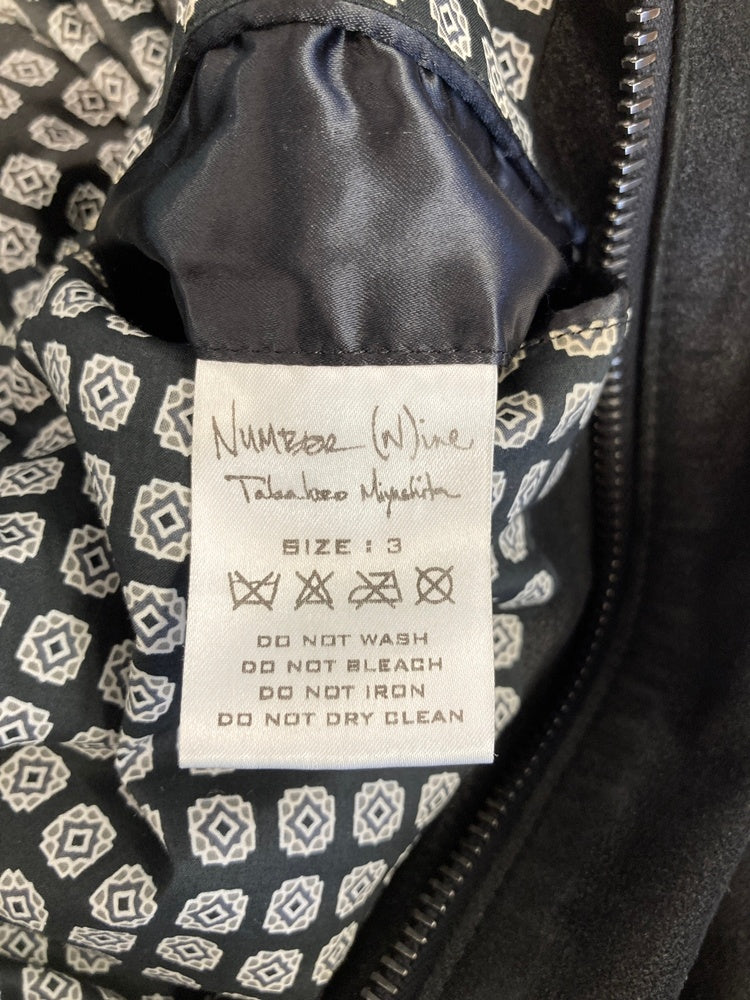 NUMBER (N)ine
Takahiro Miyashita
SIZE : 3
DO NOT WASH
DO NOT BLEACH
DO NOT IRON
DO NOT DRY CLEAN